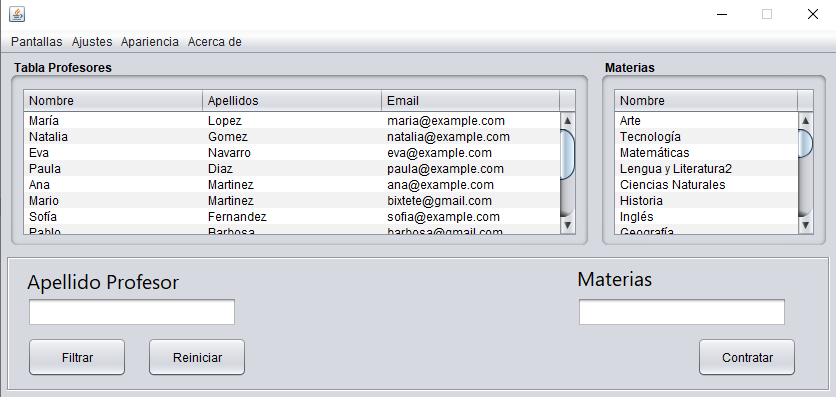 Pantallas Ajustes Apariencia Acerca de
Tabla Profesores
Nombre Apellidos Email
María Lopez maria@example.com
Natalia Gomez natalia@example.com
Eva Navarro eva@example.com
Paula Diaz paula@example.com
Ana Martinez ana@example.com
Mario Martinez bixtete@gmail.com
Sofía Fernandez sofia@example.com
Pablo Barbosa barbosa@gmail.com
Materias
Nombre
Arte
Tecnología
Matemáticas
Lengua y Literatura2
Ciencias Naturales
Historia
Inglés
Geografía
Apellido Profesor
Filtrar Reiniciar
Materias
Contratar